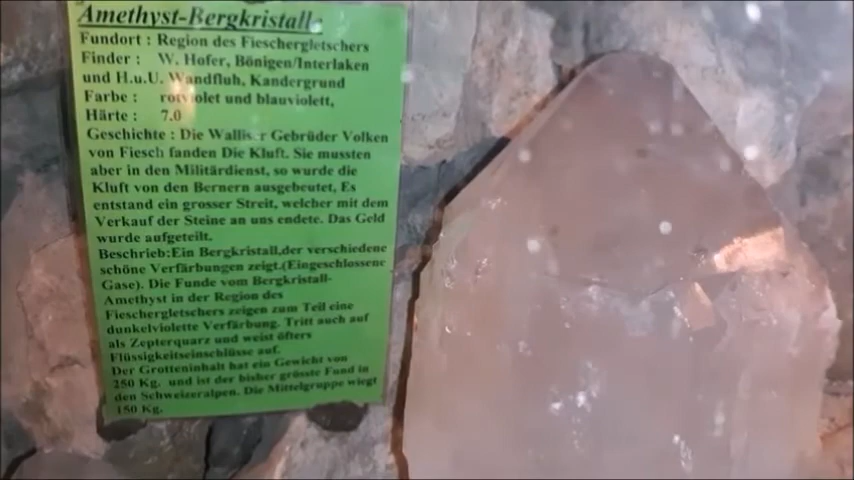 Amethyst-Bergkristalle
Fundort : Region des Fieschergletschers
Finder : W. Hofer, Bönigen/Interlaken
und H.u.U. Wandfluh, Kandergrund
Farbe : rotviolet und blauviolett,
Härte : 7.0
Geschichte : Die Walliser Gebrüder Volken
von Fiesch fanden Die Kluft. Sie mussten
aber in den Militärdienst, so wurde die
Kluft von den Bernern ausgebeutet, Es
entstand ein grosser Streit, welcher mit dem
Verkauf der Steine an uns endete. Das Geld
wurde aufgeteilt.
Beschrieb:Ein Bergkristall,der verschiedene
schöne Verfärbungen zeigt.(Eingeschlossene
Gase). Die Funde vom Bergkristall-
Amethyst in der Region des
Fieschergletschers zeigen zum Teil eine
dunkelviolette Verfärbung. Tritt auch auf
als Zepterquarz und weist öfters
Flüssigkeitseinschlüsse auf.
Der Grotteninhalt hat ein Gewicht von
250 Kg. und ist der bisher grösste Fund in
den Schweizeralpen. Die Mittelgruppe wiegt
150 Kg.